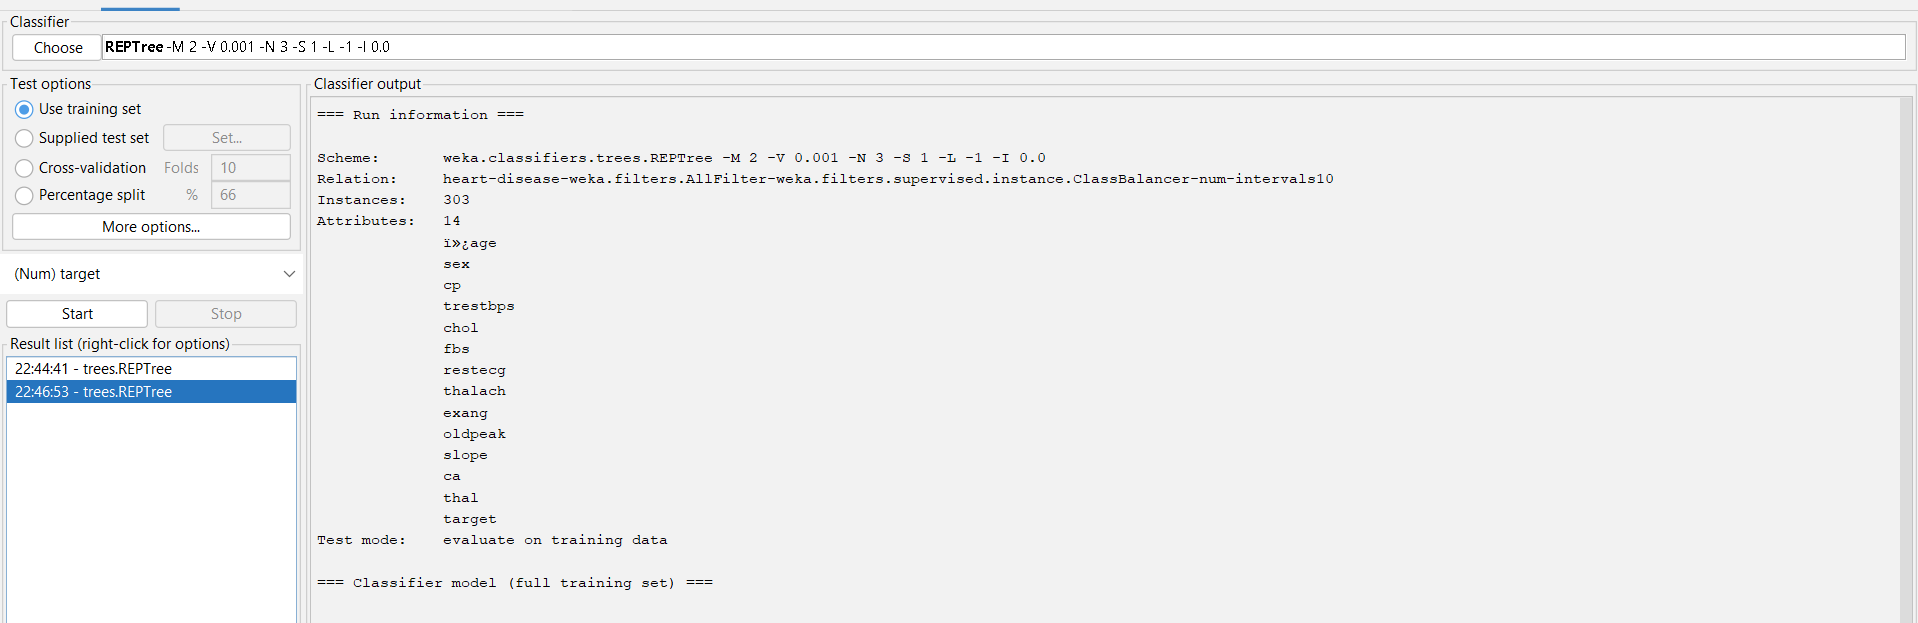 Classifier
Choose REPTree -M 2 -V 0.001 -N 3 -S 1 -L -1 -I 0.0
Test options
Use training set
Supplied test set Set...
Cross-validation Folds 10
Percentage split % 66
More options...
(Num) target
Start Stop
Result list (right-click for options)
22:44:41 - trees.REPTree
22:46:53 - trees.REPTree
Classifier output
=== Run information ===
Scheme: weka.classifiers.trees.REPTree -M 2 -V 0.001 -N 3 -S 1 -L -1 -I 0.0
Relation: heart-disease-weka.filters.AllFilter-weka.filters.supervised.instance.ClassBalancer-num-intervals10
Instances: 303
Attributes: 14
ï»¿age
sex
cp
trestbps
chol
fbs
restecg
thalach
exang
oldpeak
slope
ca
thal
target
Test mode: evaluate on training data
=== Classifier model (full training set) ===